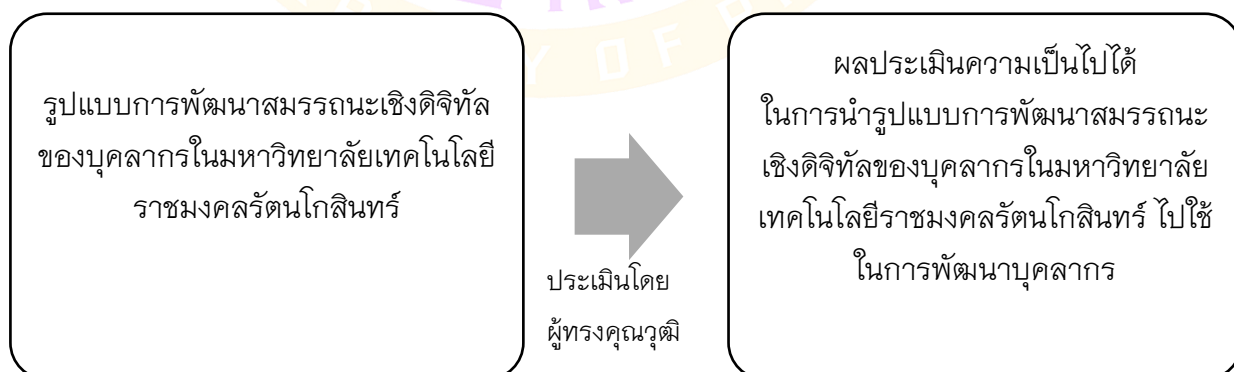 รูปแบบการพัฒนาสมรรถนะเชิงดิจิทัล
ของบุคลากรในมหาวิทยาลัยเทคโนโลยี
ราชมงคลรัตนโกสินทร์
ประเมินโดย
ผู้ทรงคุณวุฒิ
ผลประเมินความเป็นไปได้
ในการนำรูปแบบการพัฒนาสมรรถนะ
เชิงดิจิทัลของบุคลากรในมหาวิทยาลัย
เทคโนโลยีราชมงคลรัตนโกสินทร์ ไปใช้
ในการพัฒนาบุคลากร